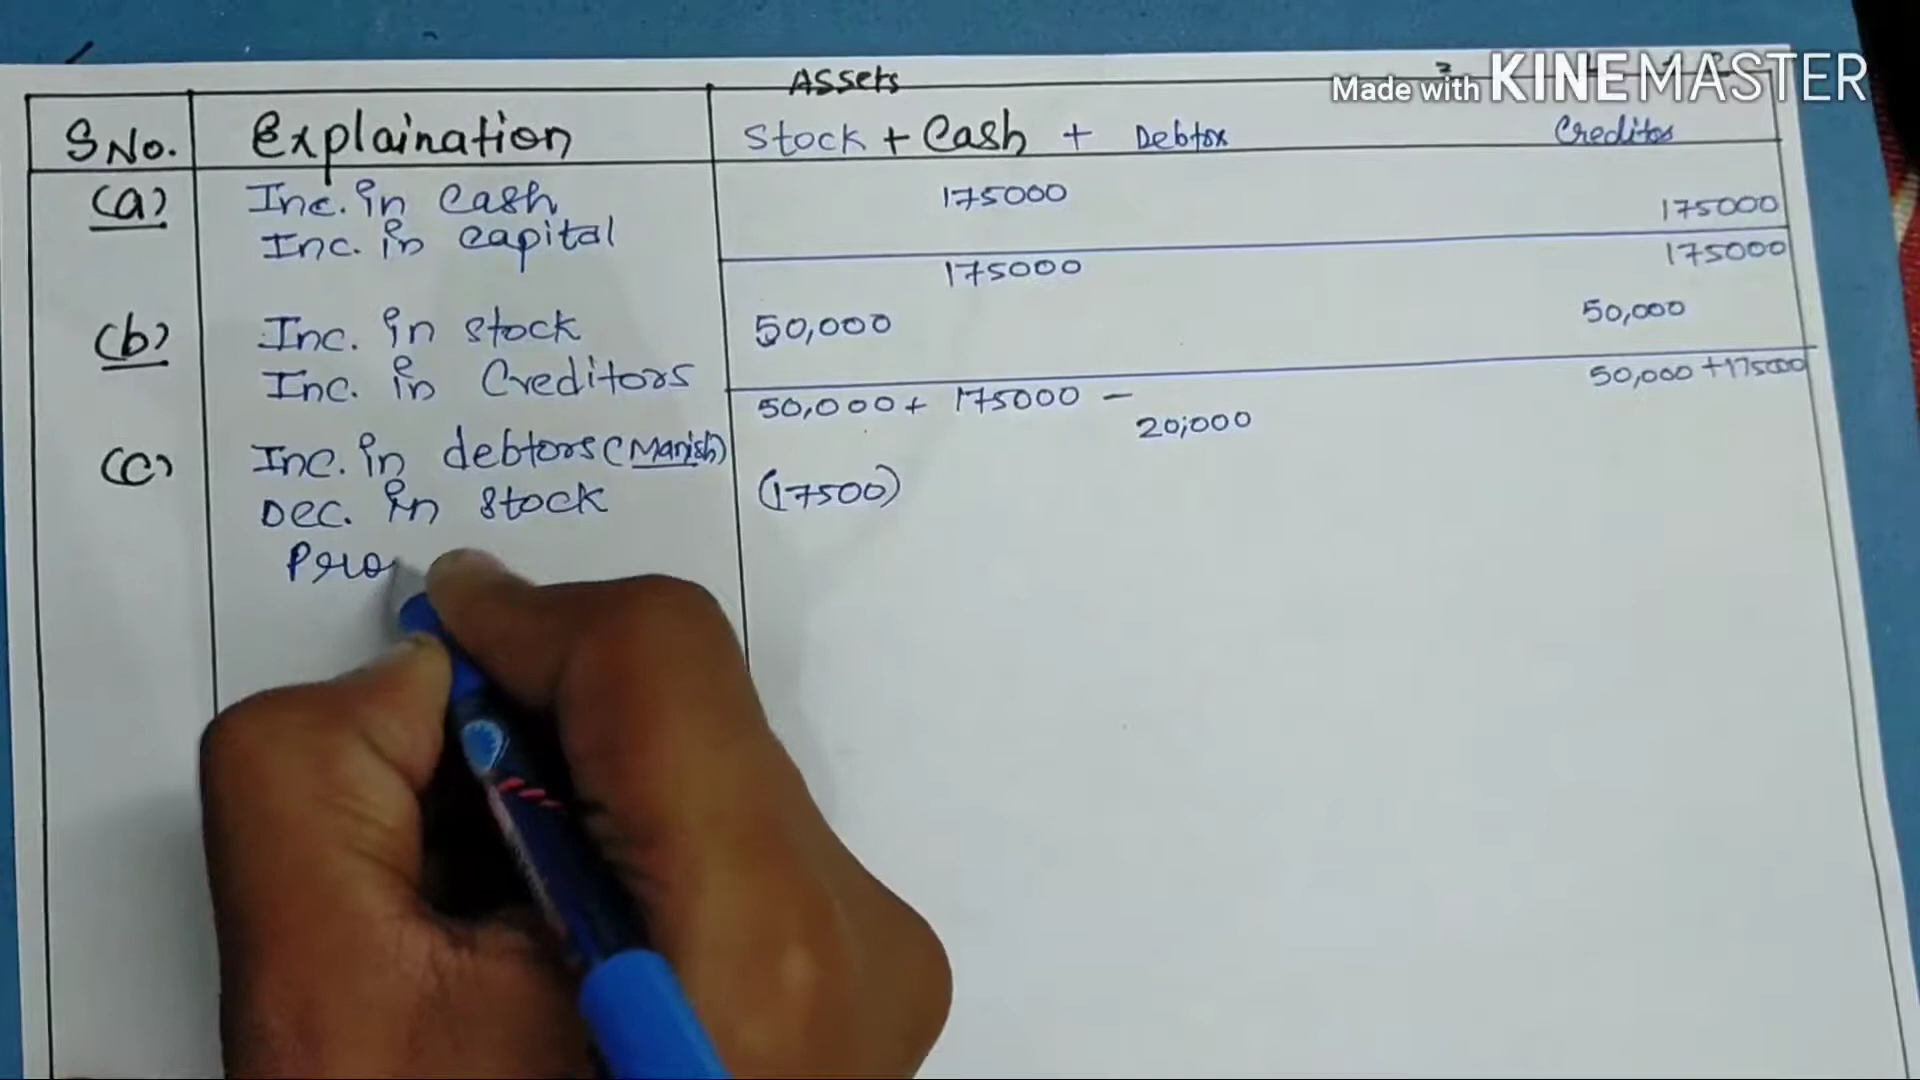 Assets
Made with KINEMASTER
S No. Explaination Stock + Cash + Debtor Creditos
(a) Inc. in cash 175000 175000
Inc. in capital
175000 175000
(b) Inc. in stock 50,000 50,000
Inc. in Creditors
50,000 + 175000 - 50,000 + 175000
(c) Inc. in debtors (Manish) 20,000
Dec. in stock (17500)
Pro